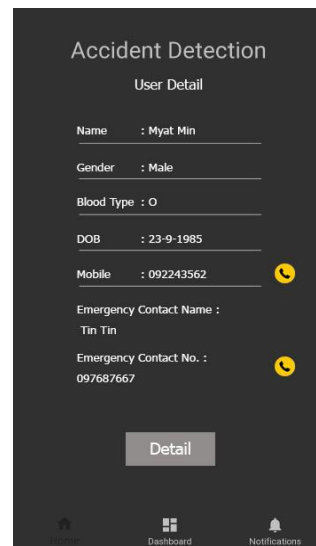 Accident Detection
User Detail
Name : Myat Min
Gender : Male
Blood Type : O
DOB : 23-9-1985
Mobile : 092243562
Emergency Contact Name :
Tin Tin
Emergency Contact No. :
097687667
Detail
Home Dashboard Notifications